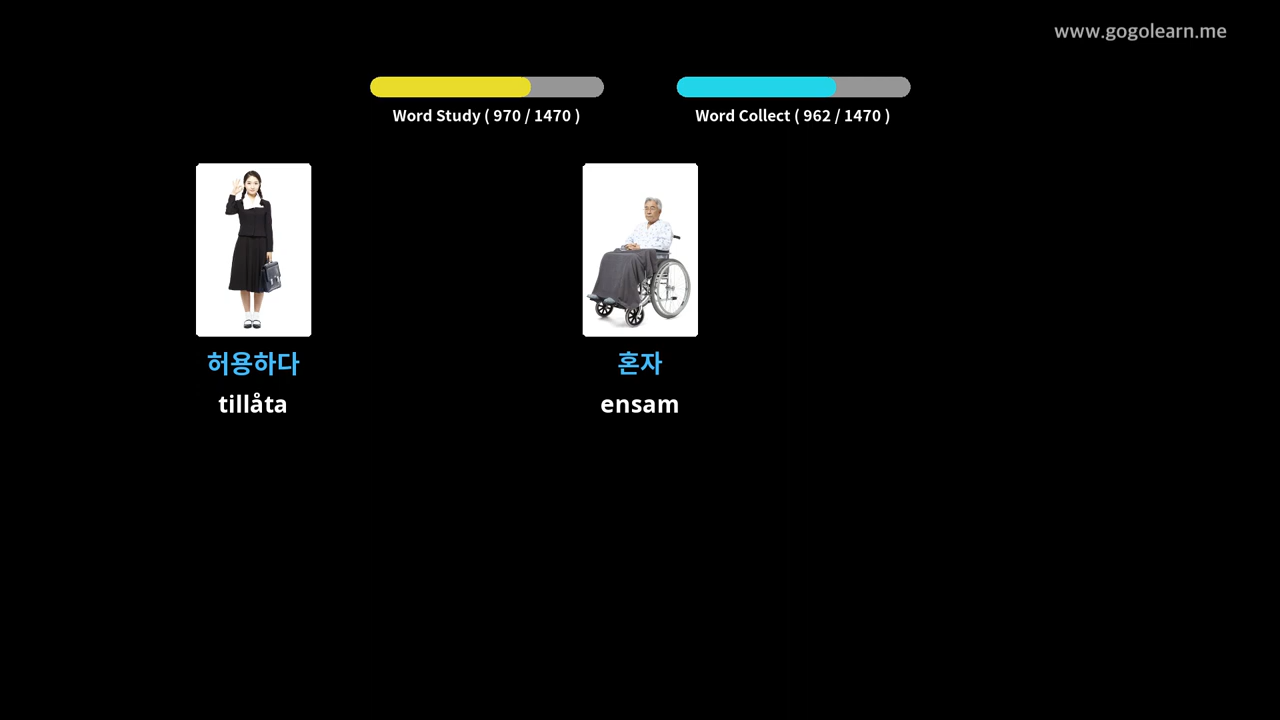 www.gogolearn.me
Word Study ( 970 / 1470 )
Word Collect ( 962 / 1470 )
허용하다
혼자
tillåta
ensam